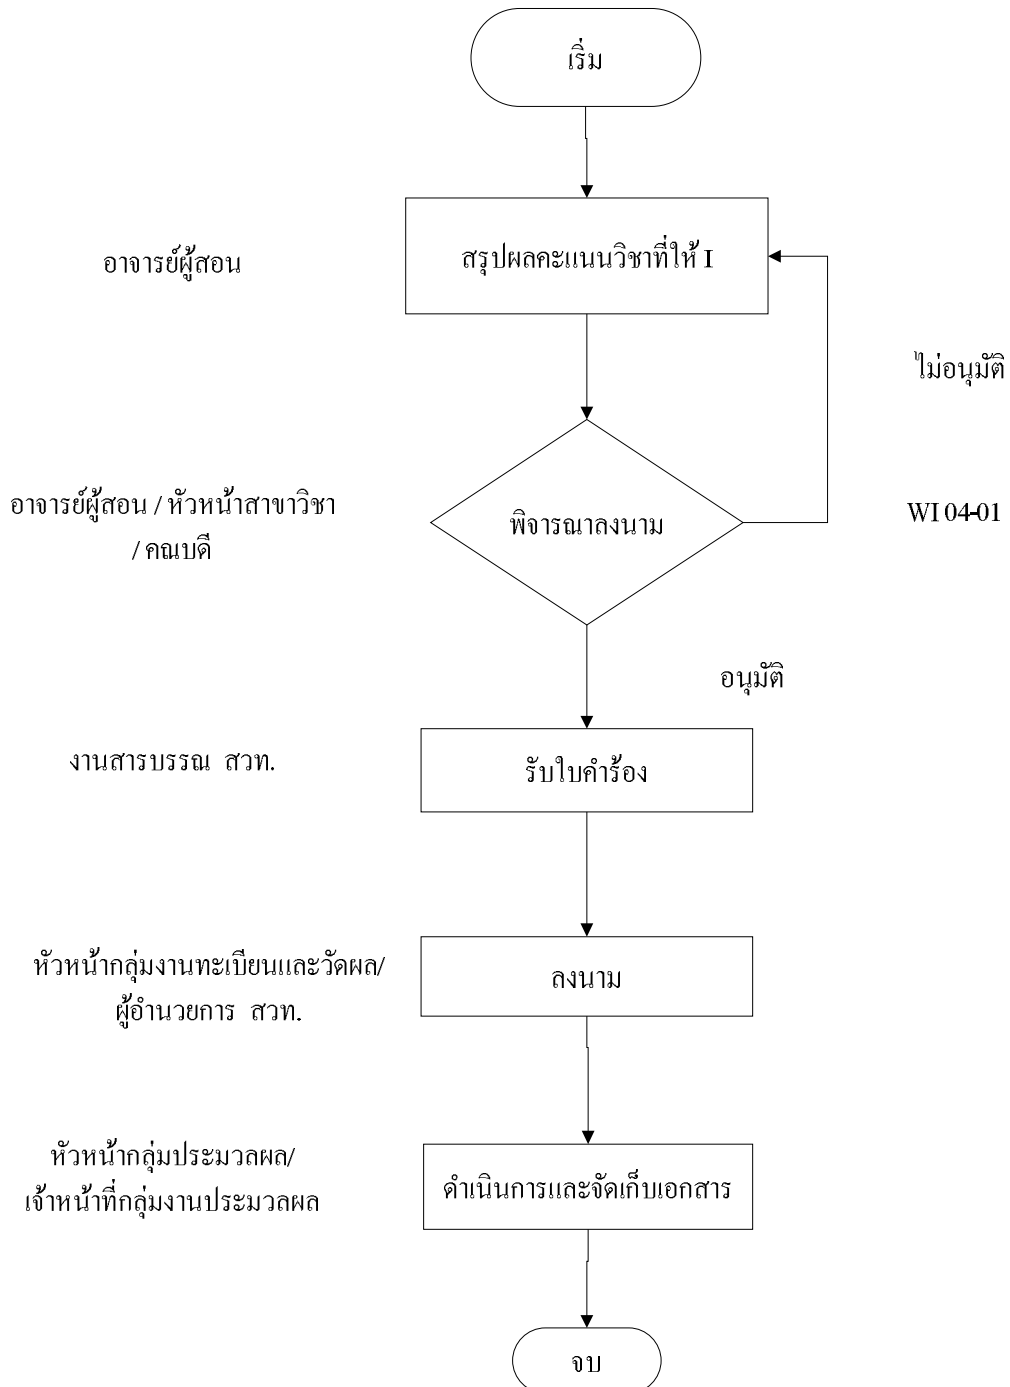 เริ่ม
อาจารย์ผู้สอน
สรุปผลคะแนนวิชาที่ให้ I
ไม่อนุมัติ
อาจารย์ผู้สอน / หัวหน้าสาขาวิชา
/ คณบดี
พิจารณาลงนาม
WI 04-01
อนุมัติ
งานสารบรรณ สวท.
รับใบคำร้อง
หัวหน้ากลุ่มงานทะเบียนและวัดผล/
ผู้อำนวยการ สวท.
ลงนาม
หัวหน้ากลุ่มประมวลผล/
เจ้าหน้าที่กลุ่มงานประมวลผล
ดำเนินการและจัดเก็บเอกสาร
จบ